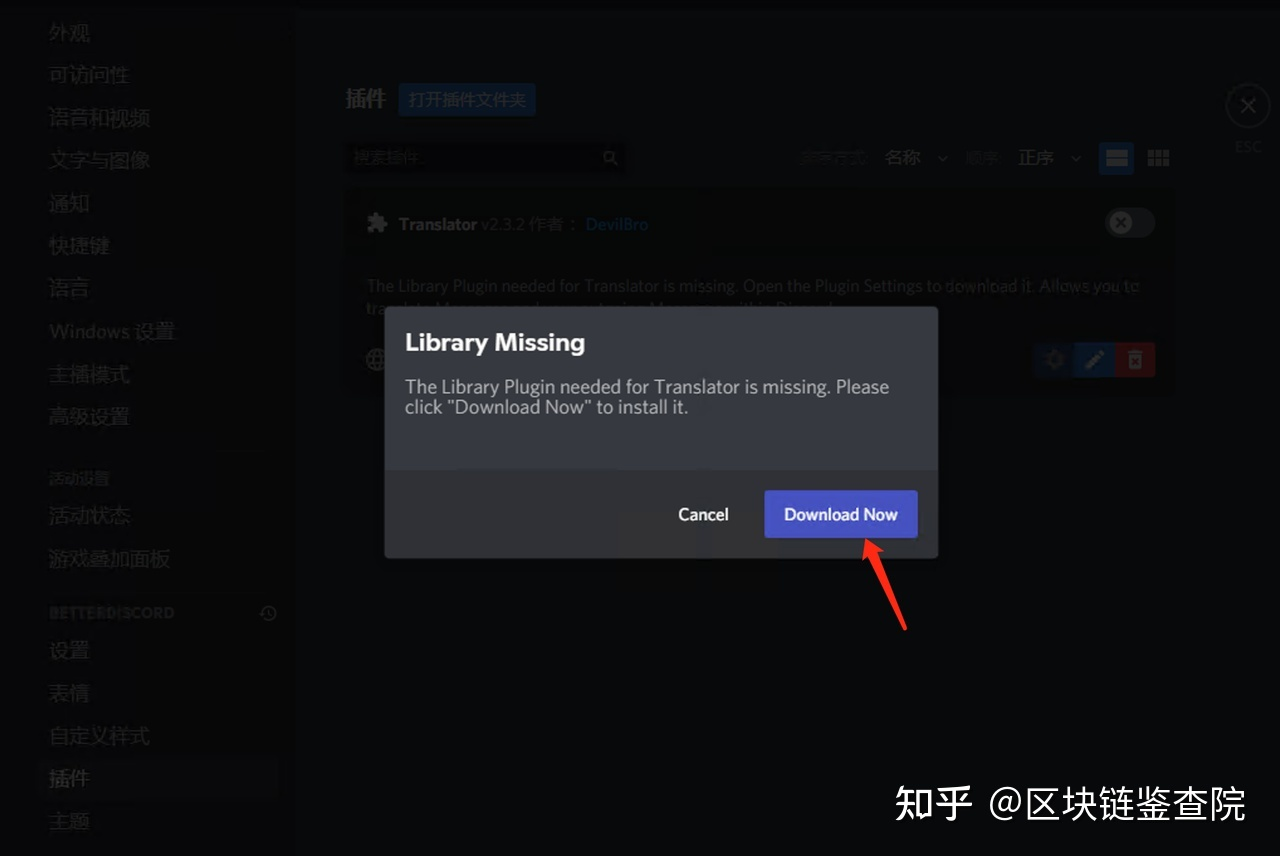 外观
可访问性
语音和视频
文字与图像
通知
快捷键
语言
Windows 设置
主播模式
高级设置
活动设置
活动状态
游戏叠加面板
BETTERDISCORD
设置
表情
自定义样式
插件
主题
插件 打开插件文件夹
搜索插件... 排序方式 名称 顺序 正序
ESC
Translator v2.3.2 作者： DevilBro
The Library Plugin needed for Translator is missing. Open the Plugin Settings to download it. Allows you to
Library Missing
The Library Plugin needed for Translator is missing. Please
click "Download Now" to install it.
Cancel Download Now
知乎 @区块链鉴查院